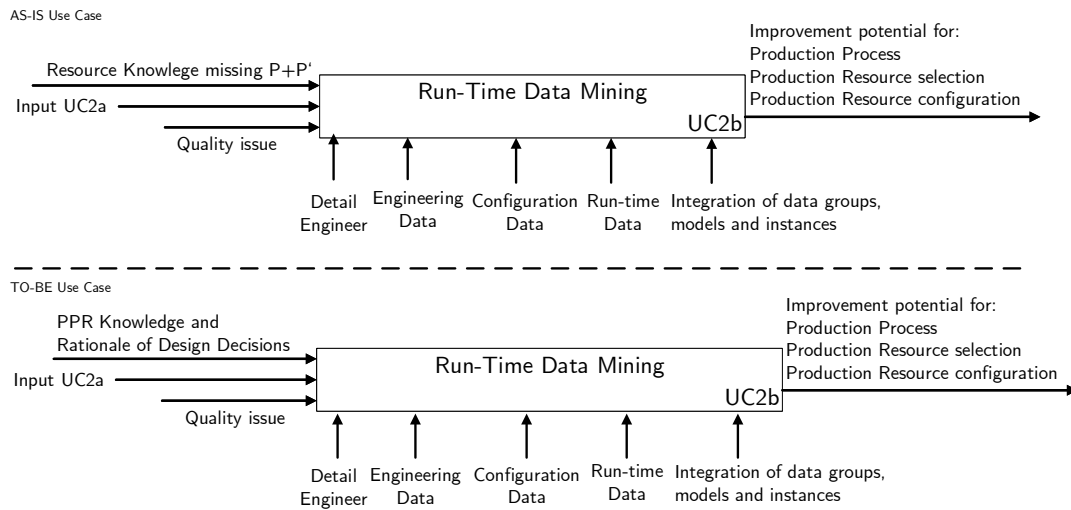 AS-IS Use Case
Improvement potential for:
Production Process
Production Resource selection
Production Resource configuration
Resource Knowlege missing P+P'
Input UC2a
Quality issue
Run-Time Data Mining
UC2b
Detail
Engineer
Engineering
Data
Configuration
Data
Run-time
Data
Integration of data groups,
models and instances
TO-BE Use Case
Improvement potential for:
Production Process
Production Resource selection
Production Resource configuration
PPR Knowledge and
Rationale of Design Decisions
Input UC2a
Quality issue
Run-Time Data Mining
UC2b
Detail
Engineer
Engineering
Data
Configuration
Data
Run-time
Data
Integration of data groups,
models and instances